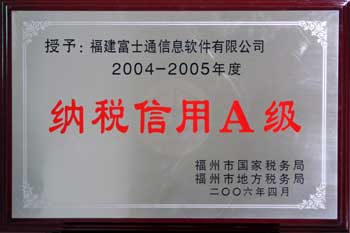 授予：福建富士通信息软件有限公司
2004-2005年度
纳税信用A级
福州市国家税务局
福州市地方税务局
二〇〇六年四月